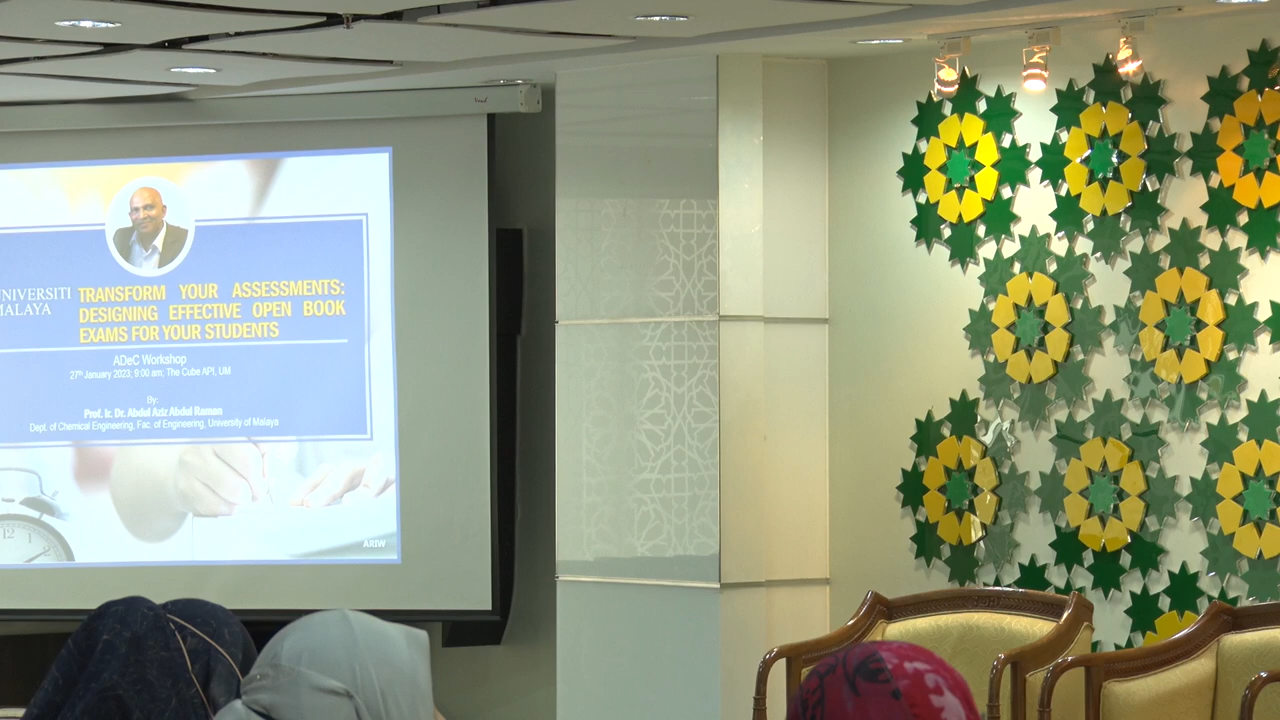 UNIVERSITI
MALAYA
TRANSFORM YOUR ASSESSMENTS:
DESIGNING EFFECTIVE OPEN BOOK
EXAMS FOR YOUR STUDENTS
ADeC Workshop
27th January 2023; 9:00 am; The Cube API, UM
By:
Prof. Ir. Dr. Abdul Aziz Abdul Raman
Dept. of Chemical Engineering, Fac. of Engineering, University of Malaya
ARIW